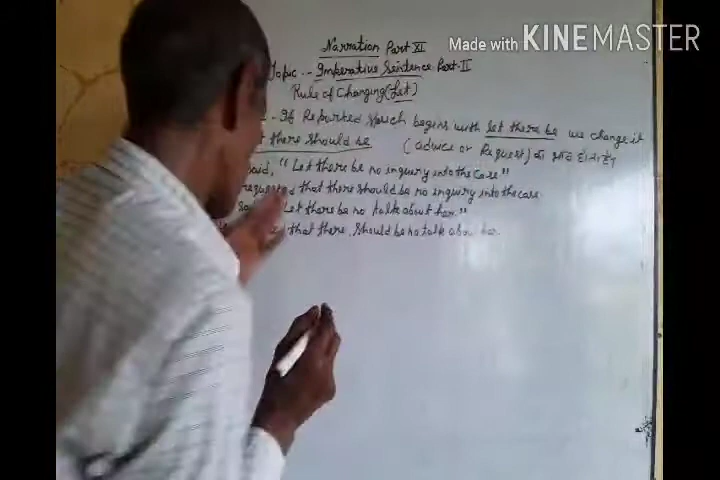 Made with KINEMASTER
Narration Part XI
Topic :- Imperative Sentence Part-II
Rule of Changing (Let)
- If Reported Speech begins with let there be we change it
there should be (advice or Request) का भाव होता है।
said, "Let there be no inquiry into the case"
requested that there should be no inquiry into the case.
Let there be no talk about her."
that there should be no talk about her.